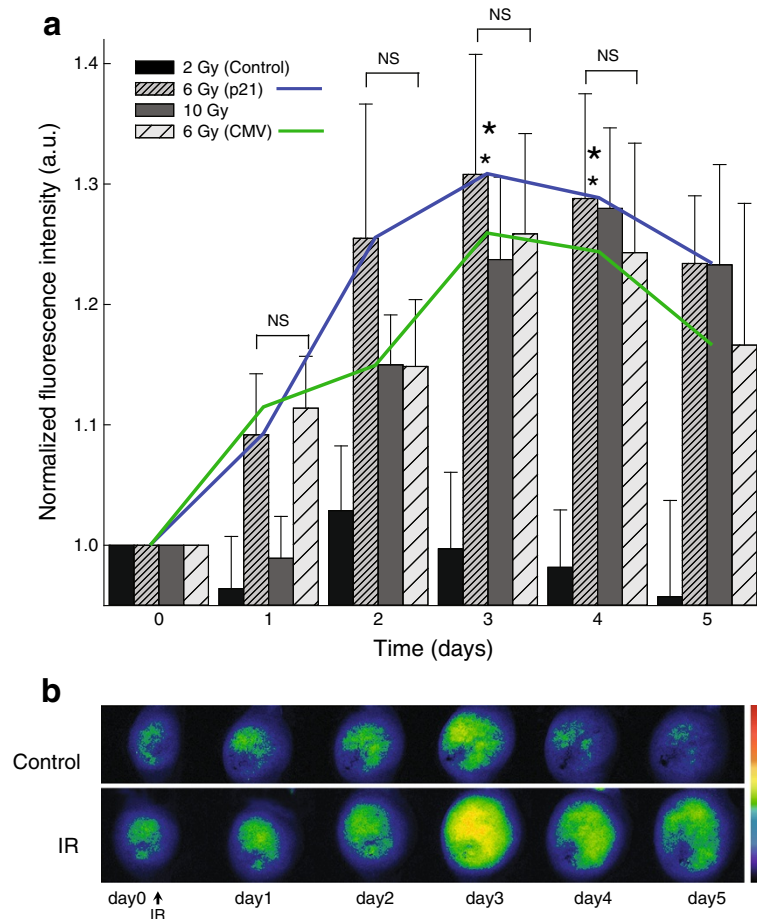 a
Normalized fluorescence intensity (a.u.)
1.4
1.3
1.2
1.1
1.0
2 Gy (Control)
6 Gy (p21)
10 Gy
6 Gy (CMV)
NS
NS
NS
NS
* *
* *
0 1 2 3 4 5
Time (days)
b
Control
IR
day0 day1 day2 day3 day4 day5
IR